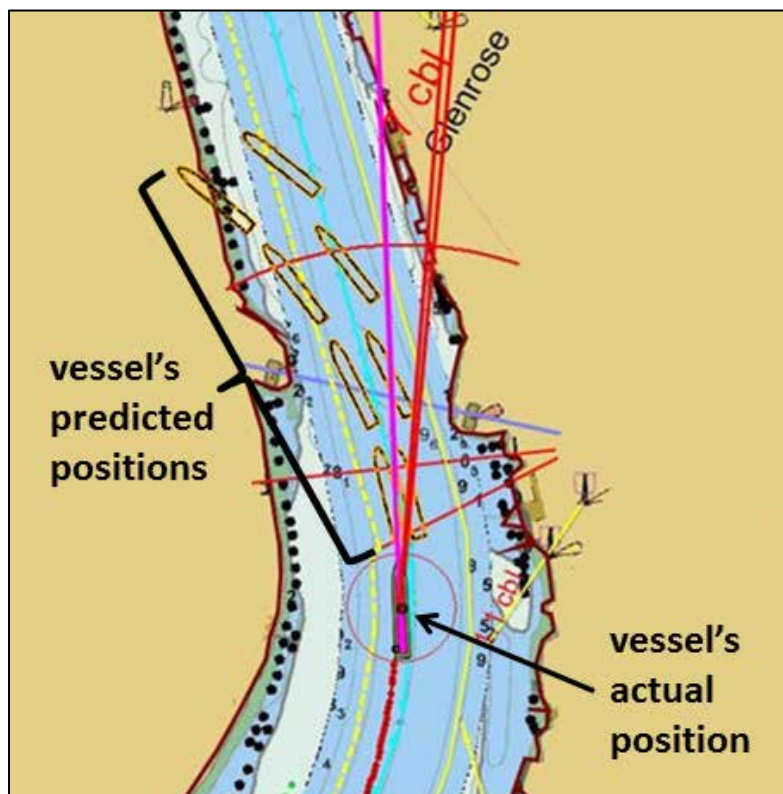 cbl
Glenrose
vessel's
predicted
positions
cbl
vessel's
actual
position